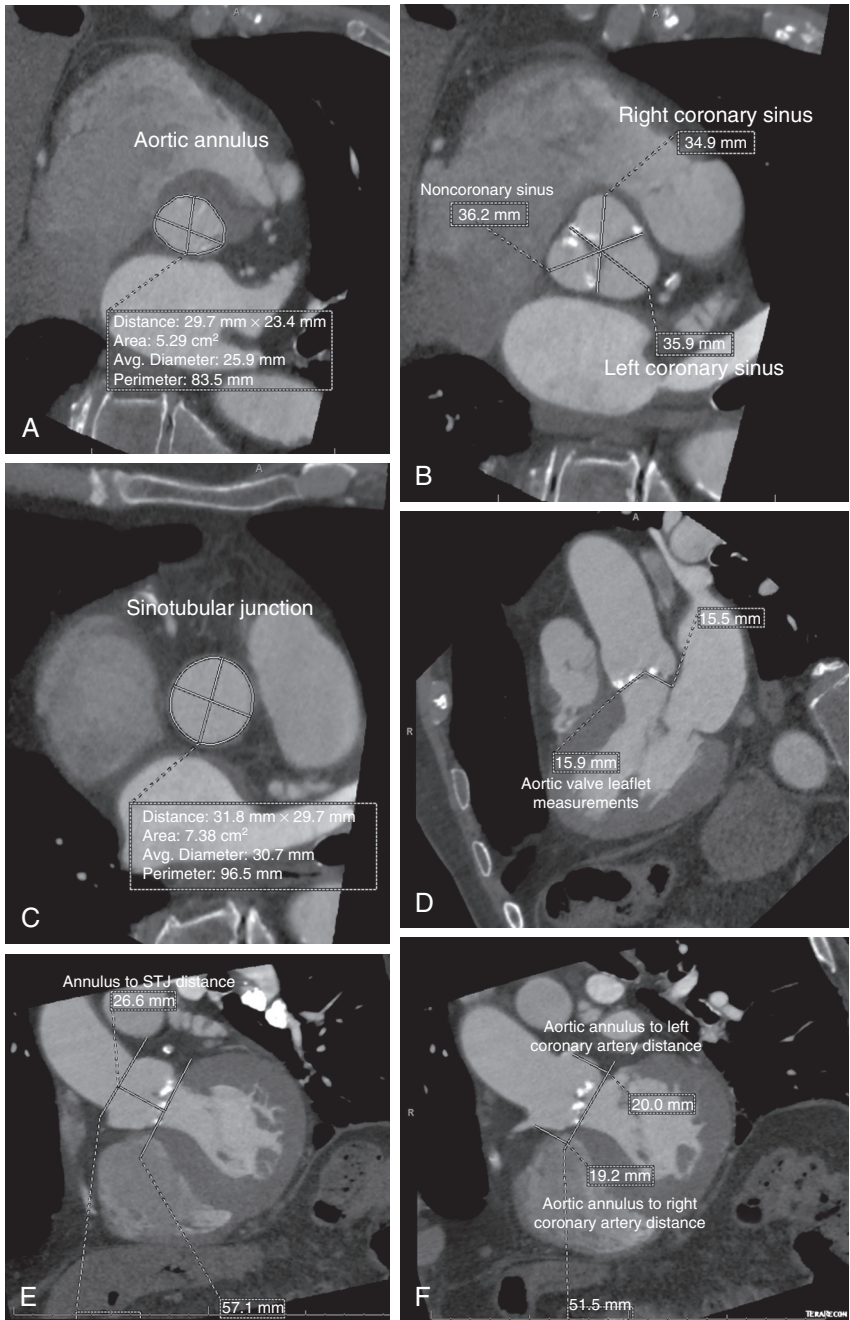 A
Aortic annulus
Distance: 29.7 mm × 23.4 mm
Area: 5.29 cm²
Avg. Diameter: 25.9 mm
Perimeter: 83.5 mm
A
A
Right coronary sinus
34.9 mm
Noncoronary sinus
36.2 mm
35.9 mm
Left coronary sinus
B
A
Sinotubular junction
Distance: 31.8 mm × 29.7 mm
Area: 7.38 cm²
Avg. Diameter: 30.7 mm
Perimeter: 96.5 mm
C
A
R
15.5 mm
15.9 mm
Aortic valve leaflet
measurements
D
Annulus to STJ distance
26.6 mm
57.1 mm
E
R
Aortic annulus to left
coronary artery distance
20.0 mm
19.2 mm
Aortic annulus to right
coronary artery distance
51.5 mm
F
TERARECON